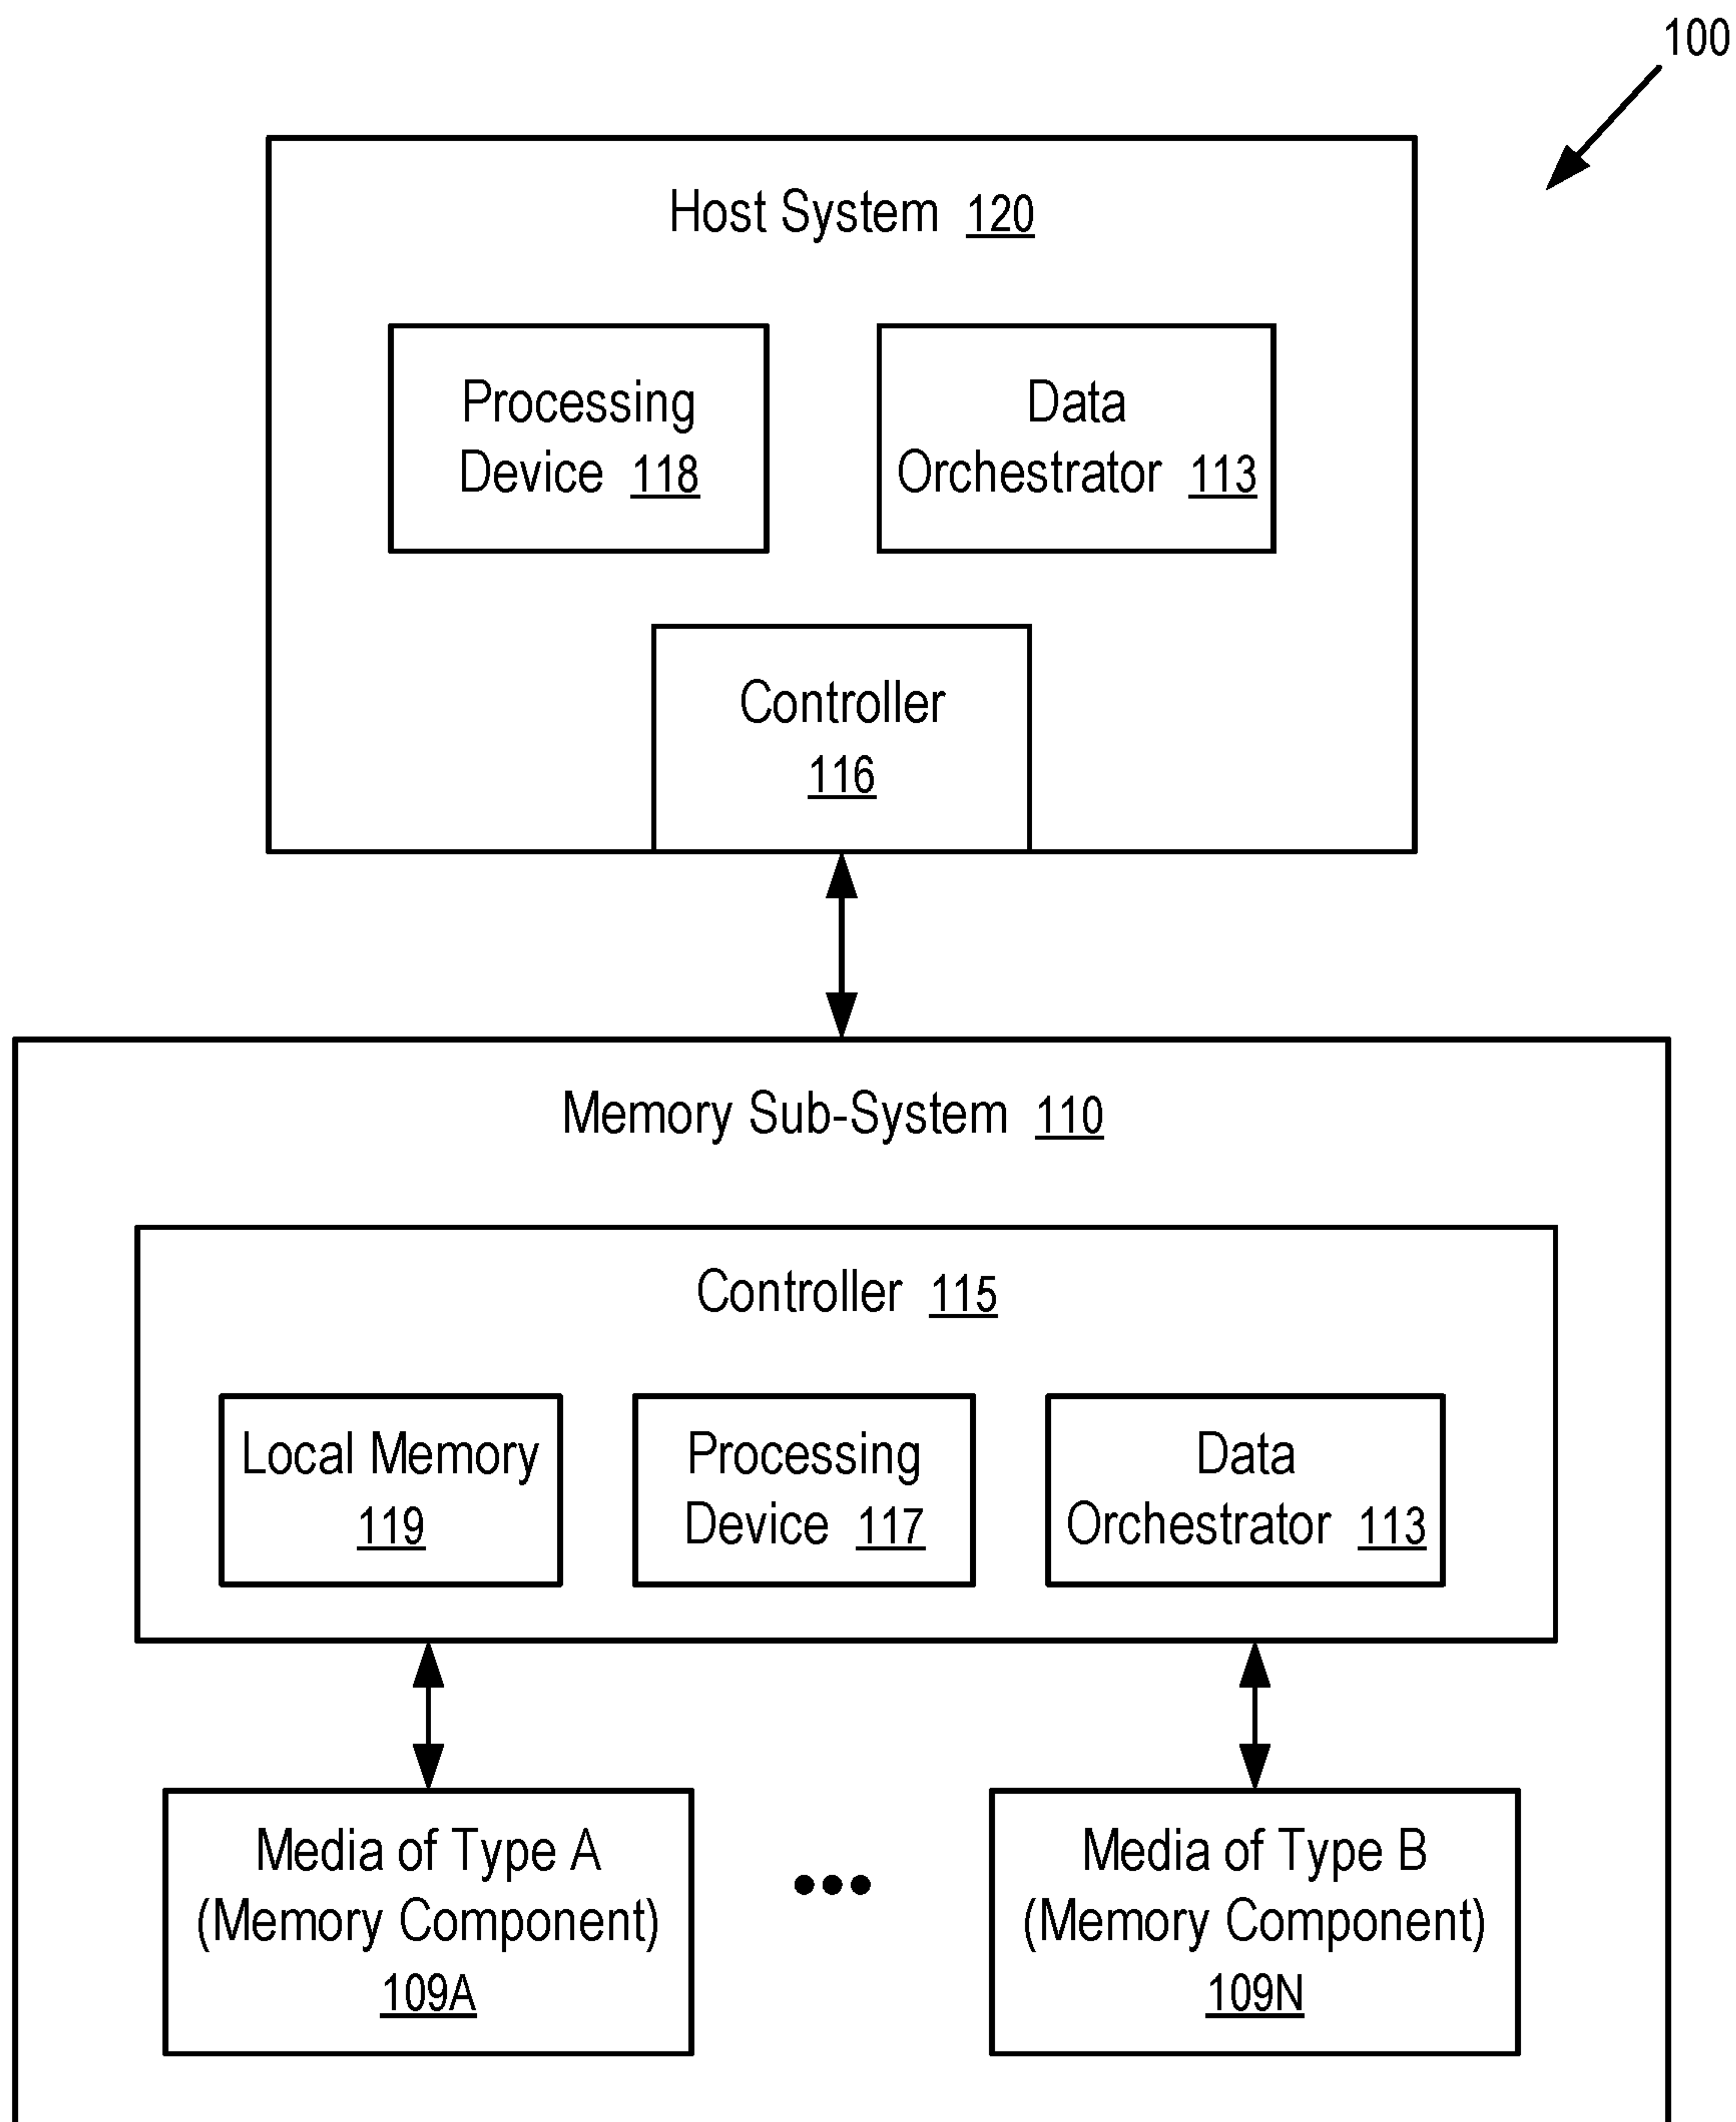 100
Host System 120
Processing
Device 118
Data
Orchestrator 113
Controller
116
Memory Sub-System 110
Controller 115
Local Memory
119
Processing
Device 117
Data
Orchestrator 113
Media of Type A
(Memory Component)
109A
•••
Media of Type B
(Memory Component)
109N